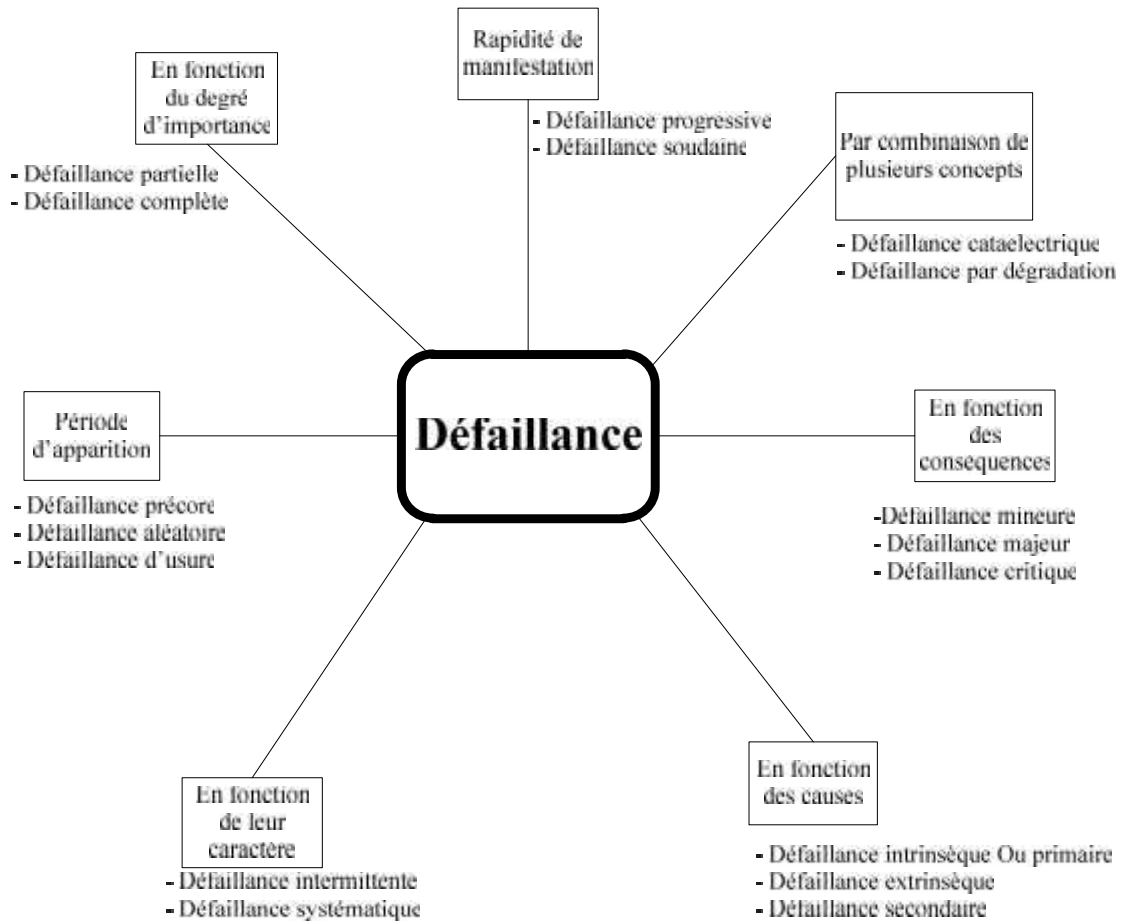 Rapidité de
manifestation
- Défaillance progressive
- Défaillance soudaine
En fonction
du degré
d’importance
- Défaillance partielle
- Défaillance complète
Par combinaison de
plusieurs concepts
- Défaillance cataelectrique
- Défaillance par dégradation
Période
d’apparition
- Défaillance précore
- Défaillance aléatoire
- Défaillance d’usure
Défaillance
En fonction
des
conséquences
-Défaillance mineure
- Défaillance majeur
- Défaillance critique
En fonction
de leur
caractère
- Défaillance intermittente
- Défaillance systématique
En fonction
des causes
- Défaillance intrinsèque Ou primaire
- Défaillance extrinsèque
- Défaillance secondaire